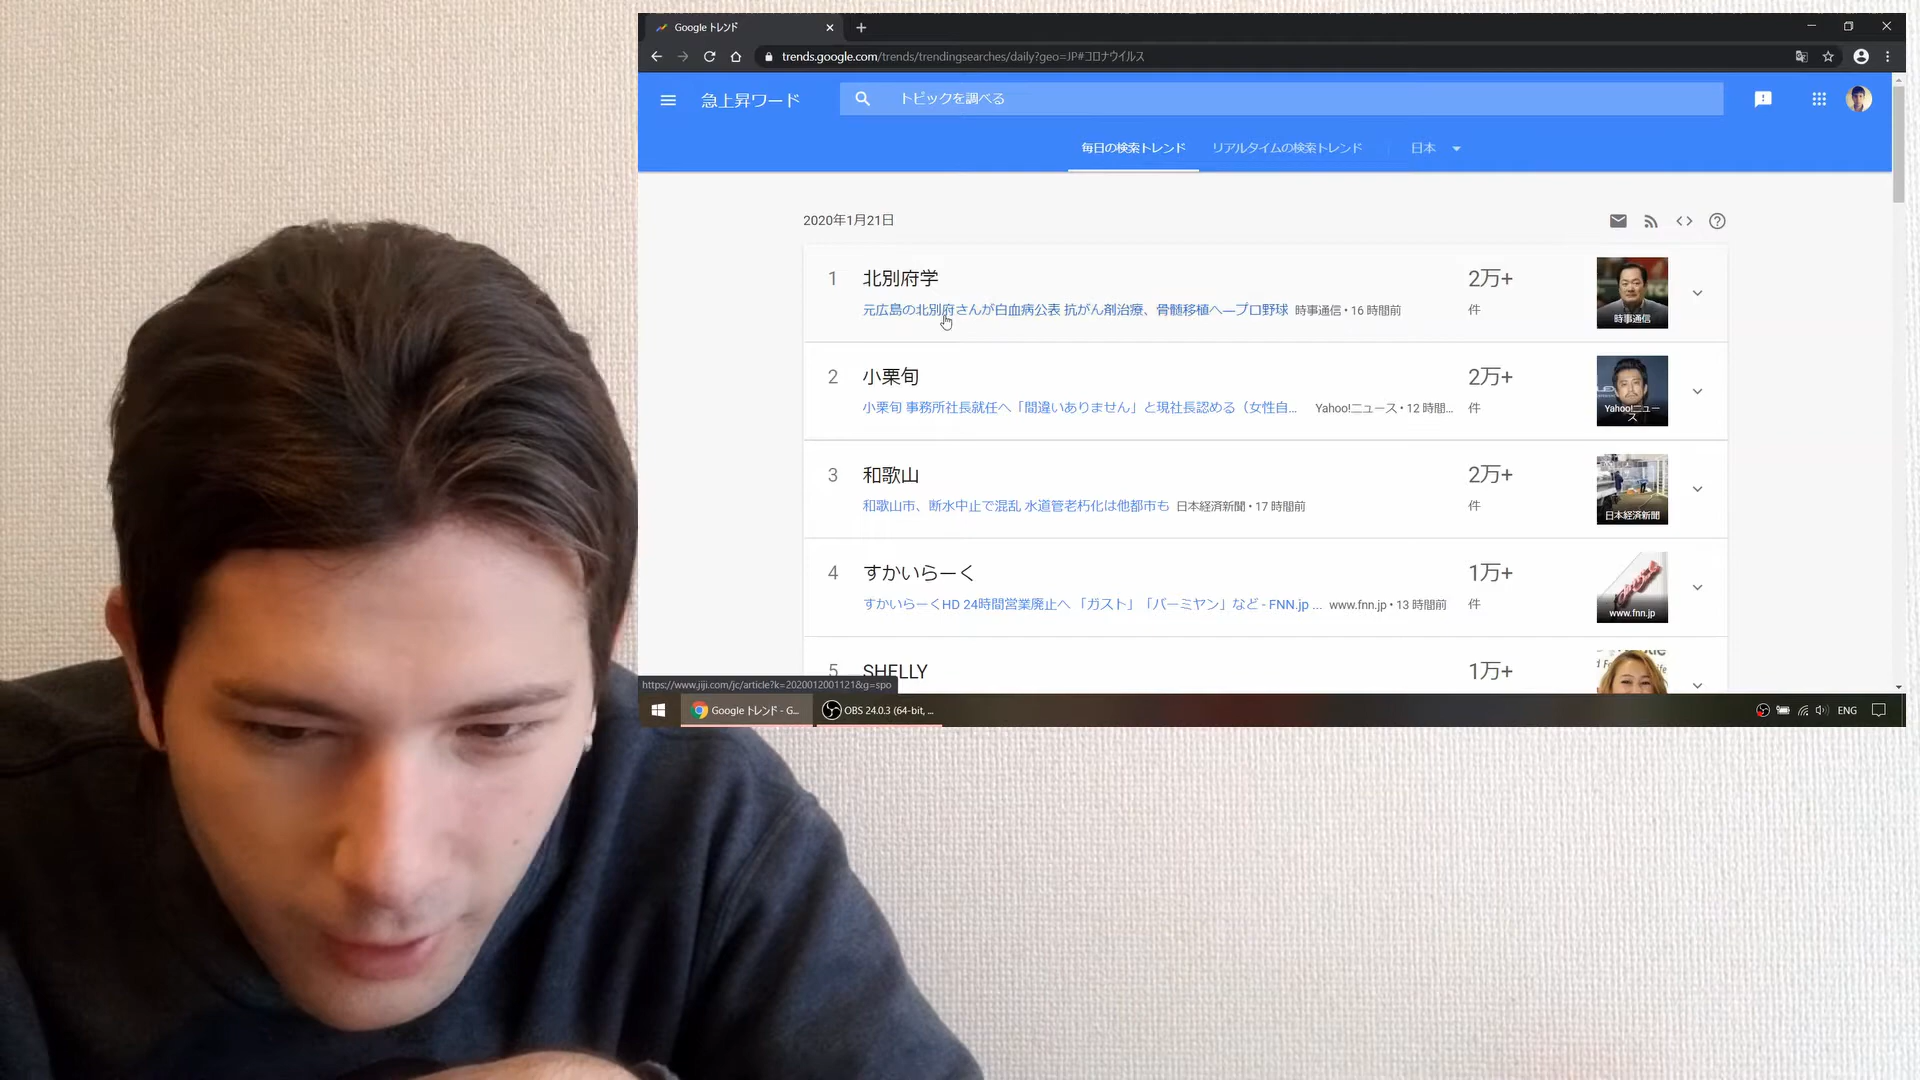 Google トレンド
trends.google.com/trends/trendingsearches/daily?geo=JP#コロナウイルス
急上昇ワード
トピックを調べる
毎日の検索トレンド
リアルタイムの検索トレンド
日本
2020年1月21日
1 北別府学 2万+
元広島の北別府さんが白血病公表 抗がん剤治療、骨髄移植へ―プロ野球 時事通信 • 16 時間前 件
時事通信
2 小栗旬 2万+
小栗旬 事務所社長就任へ「間違いありません」と現社長認める（女性自... Yahoo!ニュース • 12 時間... 件
Yahoo!ニュース
3 和歌山 2万+
和歌山市、断水中止で混乱 水道管老朽化は他都市も 日本経済新聞 • 17 時間前 件
日本経済新聞
4 すかいらーく 1万+
すかいらーくHD 24時間営業廃止へ 「ガスト」「バーミヤン」など - FNN.jp ... www.fnn.jp • 13 時間前 件
www.fnn.jp
5 SHELLY 1万+
https://www.jiji.com/jc/article?k=2020012001121&g=spo
Google トレンド - G...
OBS 24.0.3 (64-bit, ...
ENG